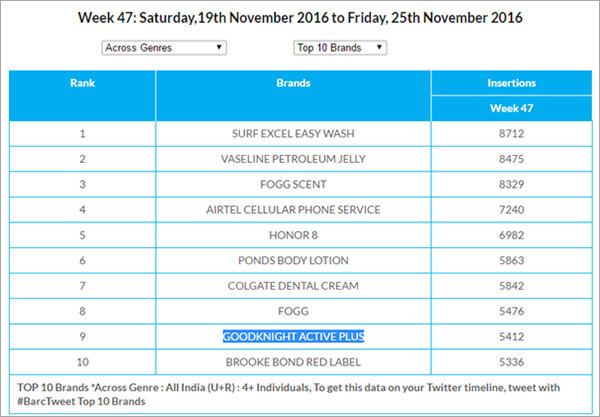 Week 47: Saturday,19th November 2016 to Friday, 25th November 2016
Across Genres Top 10 Brands
Rank Brands Insertions
Week 47
1 SURF EXCEL EASY WASH 8712
2 VASELINE PETROLEUM JELLY 8475
3 FOGG SCENT 8329
4 AIRTEL CELLULAR PHONE SERVICE 7240
5 HONOR 8 6982
6 PONDS BODY LOTION 5863
7 COLGATE DENTAL CREAM 5842
8 FOGG 5476
9 GOODKNIGHT ACTIVE PLUS 5412
10 BROOKE BOND RED LABEL 5336
TOP 10 Brands *Across Genre : All India (U+R) : 4+ Individuals, To get this data on your Twitter timeline, tweet with
#BarcTweet Top 10 Brands